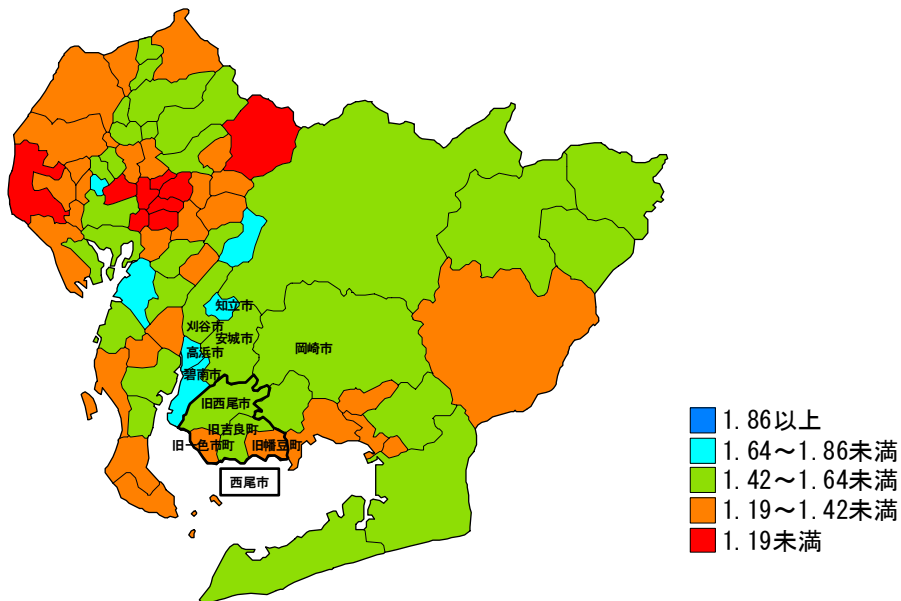 知立市
刈谷市
安城市
岡崎市
高浜市
碧南市
旧西尾市
旧吉良町
旧一色市町
旧幡豆町
西尾市
1.86以上
1.64～1.86未満
1.42～1.64未満
1.19～1.42未満
1.19未満